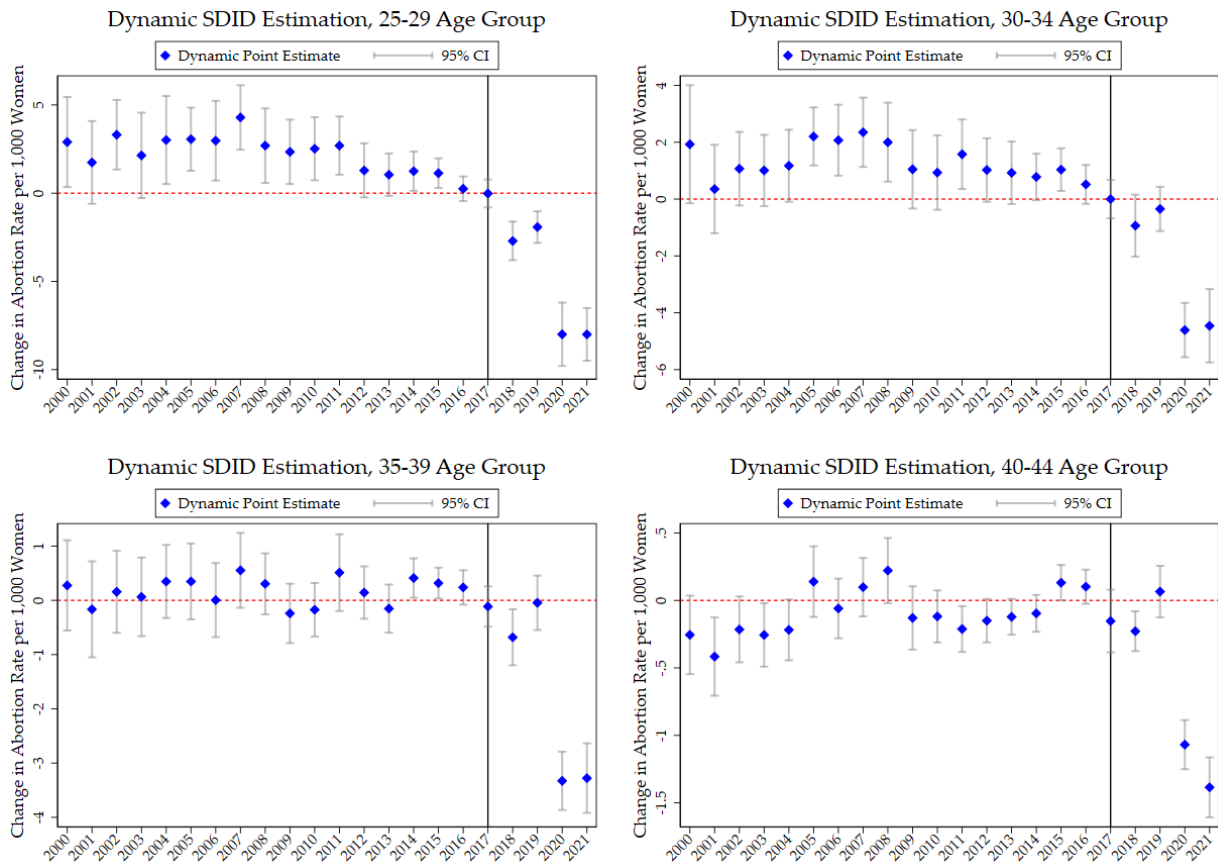 Dynamic SDID Estimation, 25-29 Age Group
Dynamic Point Estimate 95% CI
Change in Abortion Rate per 1,000 Women
5
0
-5
-10
2000 2001 2002 2003 2004 2005 2006 2007 2008 2009 2010 2011 2012 2013 2014 2015 2016 2017 2018 2019 2020 2021
Dynamic SDID Estimation, 30-34 Age Group
Dynamic Point Estimate 95% CI
Change in Abortion Rate per 1,000 Women
4
2
0
-2
-4
-6
2000 2001 2002 2003 2004 2005 2006 2007 2008 2009 2010 2011 2012 2013 2014 2015 2016 2017 2018 2019 2020 2021
Dynamic SDID Estimation, 35-39 Age Group
Dynamic Point Estimate 95% CI
Change in Abortion Rate per 1,000 Women
1
0
-1
-2
-3
-4
2000 2001 2002 2003 2004 2005 2006 2007 2008 2009 2010 2011 2012 2013 2014 2015 2016 2017 2018 2019 2020 2021
Dynamic SDID Estimation, 40-44 Age Group
Dynamic Point Estimate 95% CI
Change in Abortion Rate per 1,000 Women
.5
0
-.5
-1
-1.5
2000 2001 2002 2003 2004 2005 2006 2007 2008 2009 2010 2011 2012 2013 2014 2015 2016 2017 2018 2019 2020 2021